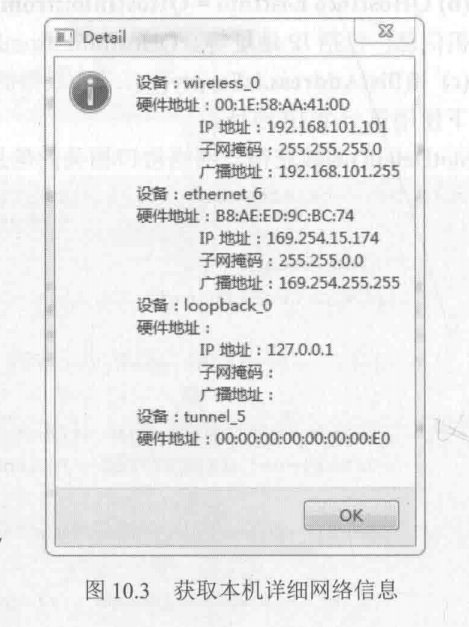 Detail
设备：wireless_0
硬件地址：00:1E:58:AA:41:0D
IP 地址：192.168.101.101
子网掩码：255.255.255.0
广播地址：192.168.101.255
设备：ethernet_6
硬件地址：B8:AE:ED:9C:BC:74
IP 地址：169.254.15.174
子网掩码：255.255.0.0
广播地址：169.254.255.255
设备：loopback_0
硬件地址：
IP 地址：127.0.0.1
子网掩码：
广播地址：
设备：tunnel_5
硬件地址：00:00:00:00:00:00:00:E0
OK
图 10.3 获取本机详细网络信息